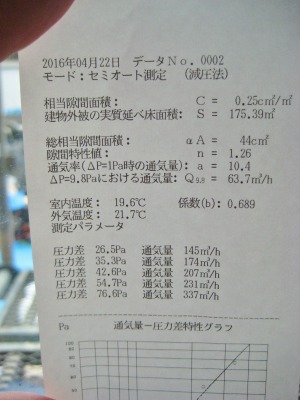 2016年04月22日 データNo. 0002
モード：セミオート測定 （減圧法）
相当隙間面積： C = 0.25c㎡/㎡
建物外被の実質延べ床面積： S = 175.39㎡
総相当隙間面積： αA = 44c㎡
隙間特性値： n = 1.26
通気率(ΔP=1Pa時の通気量)： a = 10.4
ΔP=9.8Paにおける通気量： Q9.8 = 63.7㎥/h
室内温度： 19.6℃ 係数(b)： 0.689
外気温度： 21.7℃
測定パラメータ
圧力差 26.5Pa 通気量 145㎥/h
圧力差 35.3Pa 通気量 174㎥/h
圧力差 42.6Pa 通気量 207㎥/h
圧力差 54.7Pa 通気量 231㎥/h
圧力差 76.6Pa 通気量 337㎥/h
Pa 通気量ー圧力差特性グラフ
100